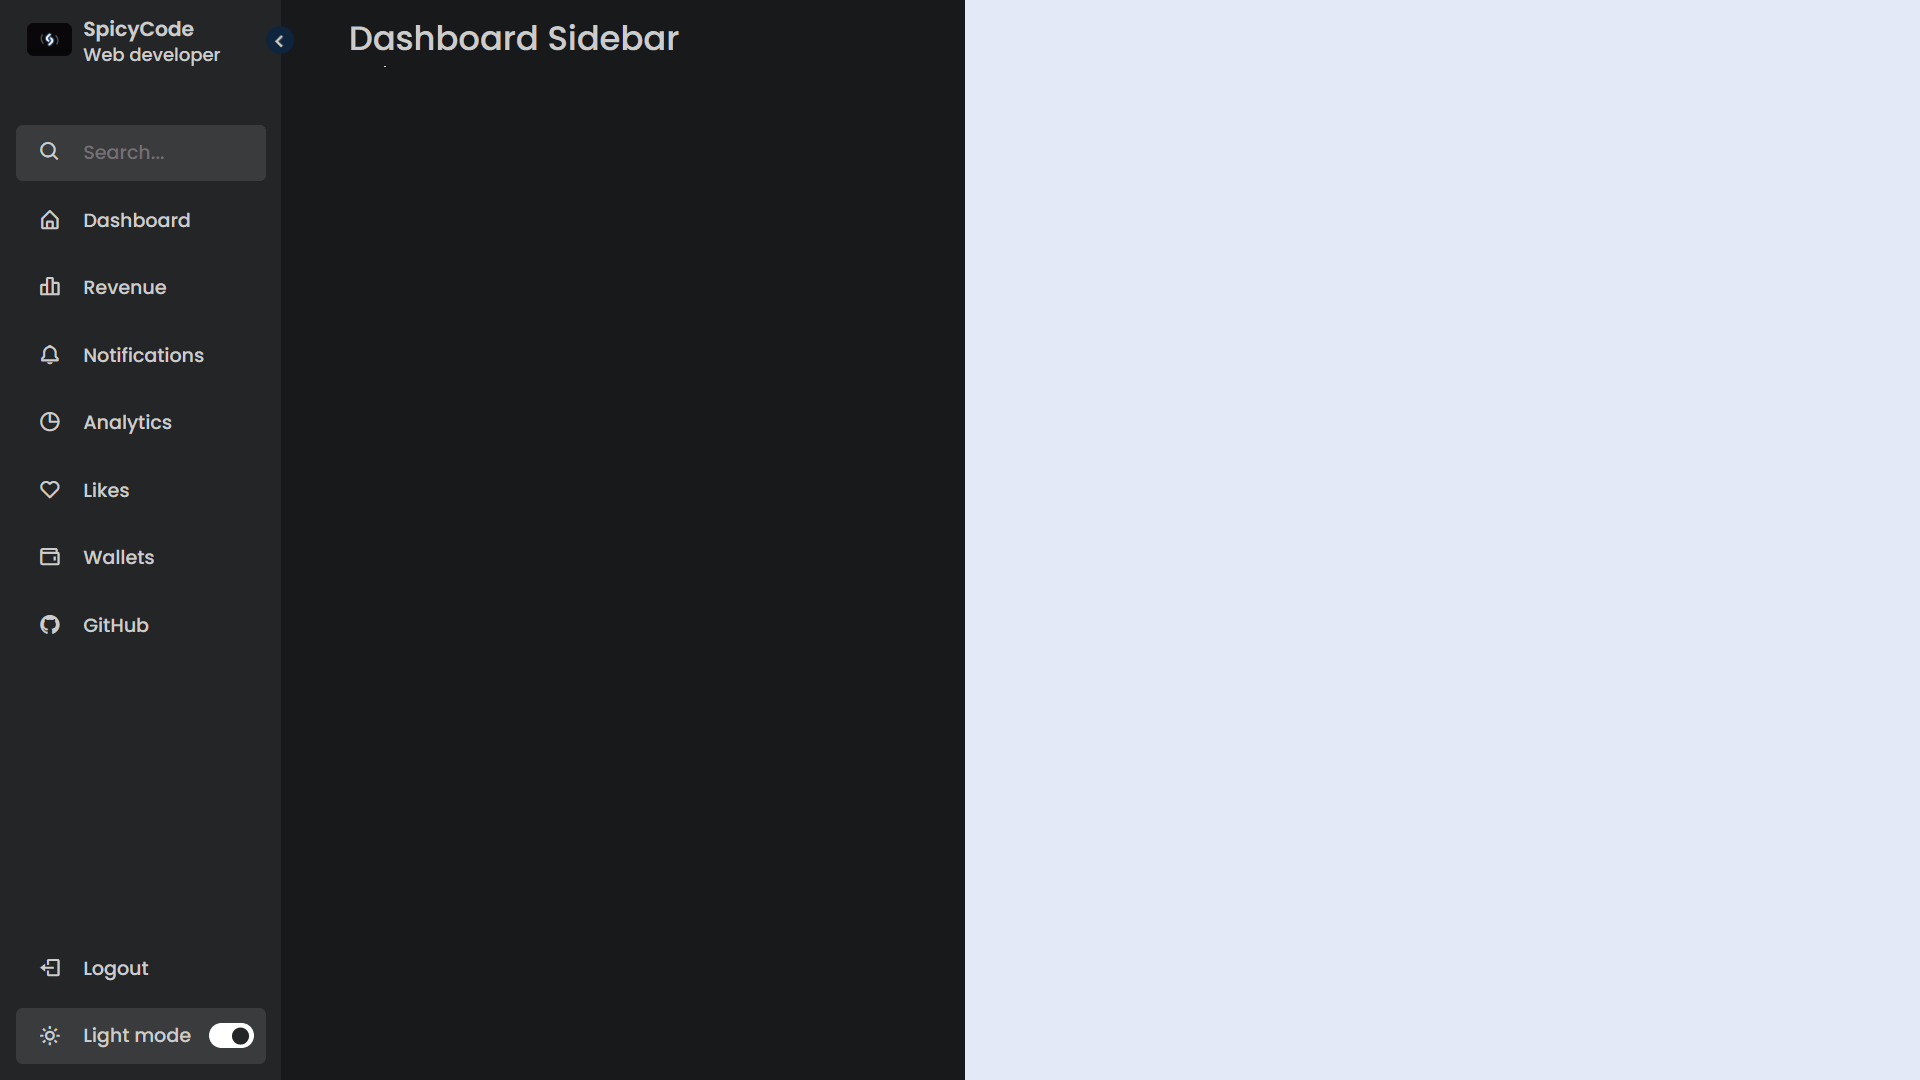 SpicyCode
Web developer
Dashboard Sidebar
Search...
Dashboard
Revenue
Notifications
Analytics
Likes
Wallets
GitHub
Logout
Light mode